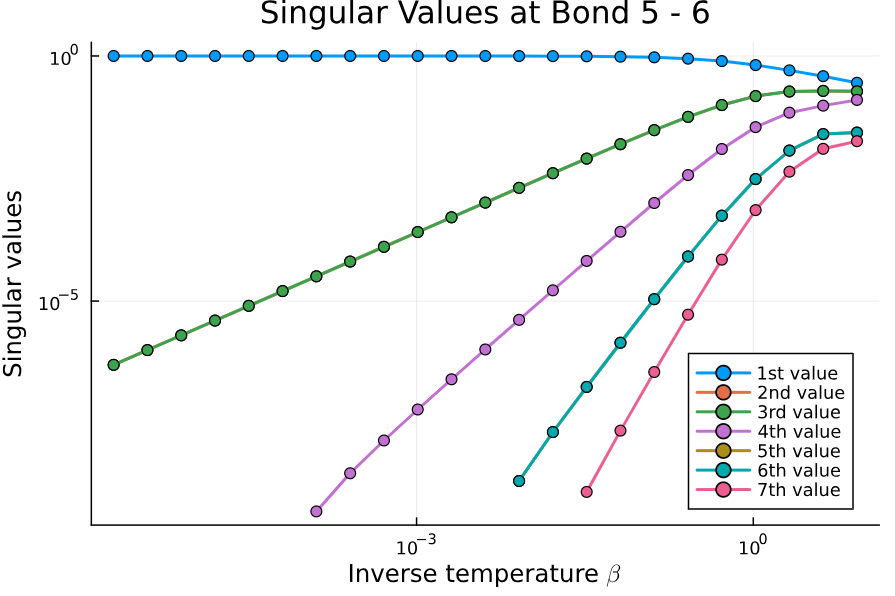 Singular Values at Bond 5 - 6
Singular values
10⁰
10⁻⁵
10⁻³
10⁰
Inverse temperature β
1st value
2nd value
3rd value
4th value
5th value
6th value
7th value